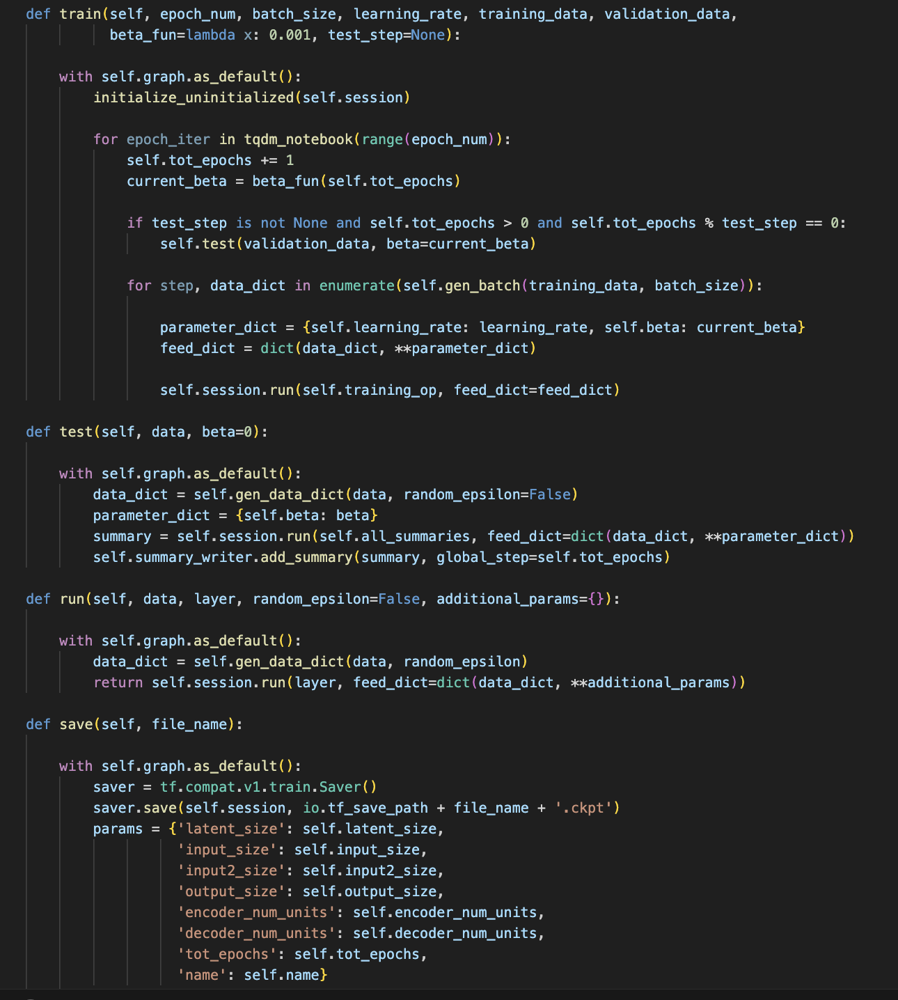 def train(self, epoch_num, batch_size, learning_rate, training_data, validation_data,
          beta_fun=lambda x: 0.001, test_step=None):

    with self.graph.as_default():
        initialize_uninitialized(self.session)

        for epoch_iter in tqdm_notebook(range(epoch_num)):
            self.tot_epochs += 1
            current_beta = beta_fun(self.tot_epochs)

            if test_step is not None and self.tot_epochs > 0 and self.tot_epochs % test_step == 0:
                self.test(validation_data, beta=current_beta)

            for step, data_dict in enumerate(self.gen_batch(training_data, batch_size)):

                parameter_dict = {self.learning_rate: learning_rate, self.beta: current_beta}
                feed_dict = dict(data_dict, **parameter_dict)

                self.session.run(self.training_op, feed_dict=feed_dict)

def test(self, data, beta=0):

    with self.graph.as_default():
        data_dict = self.gen_data_dict(data, random_epsilon=False)
        parameter_dict = {self.beta: beta}
        summary = self.session.run(self.all_summaries, feed_dict=dict(data_dict, **parameter_dict))
        self.summary_writer.add_summary(summary, global_step=self.tot_epochs)

def run(self, data, layer, random_epsilon=False, additional_params={}):

    with self.graph.as_default():
        data_dict = self.gen_data_dict(data, random_epsilon)
        return self.session.run(layer, feed_dict=dict(data_dict, **additional_params))

def save(self, file_name):

    with self.graph.as_default():
        saver = tf.compat.v1.train.Saver()
        saver.save(self.session, io.tf_save_path + file_name + '.ckpt')
        params = {'latent_size': self.latent_size,
                  'input_size': self.input_size,
                  'input2_size': self.input2_size,
                  'output_size': self.output_size,
                  'encoder_num_units': self.encoder_num_units,
                  'decoder_num_units': self.decoder_num_units,
                  'tot_epochs': self.tot_epochs,
                  'name': self.name}